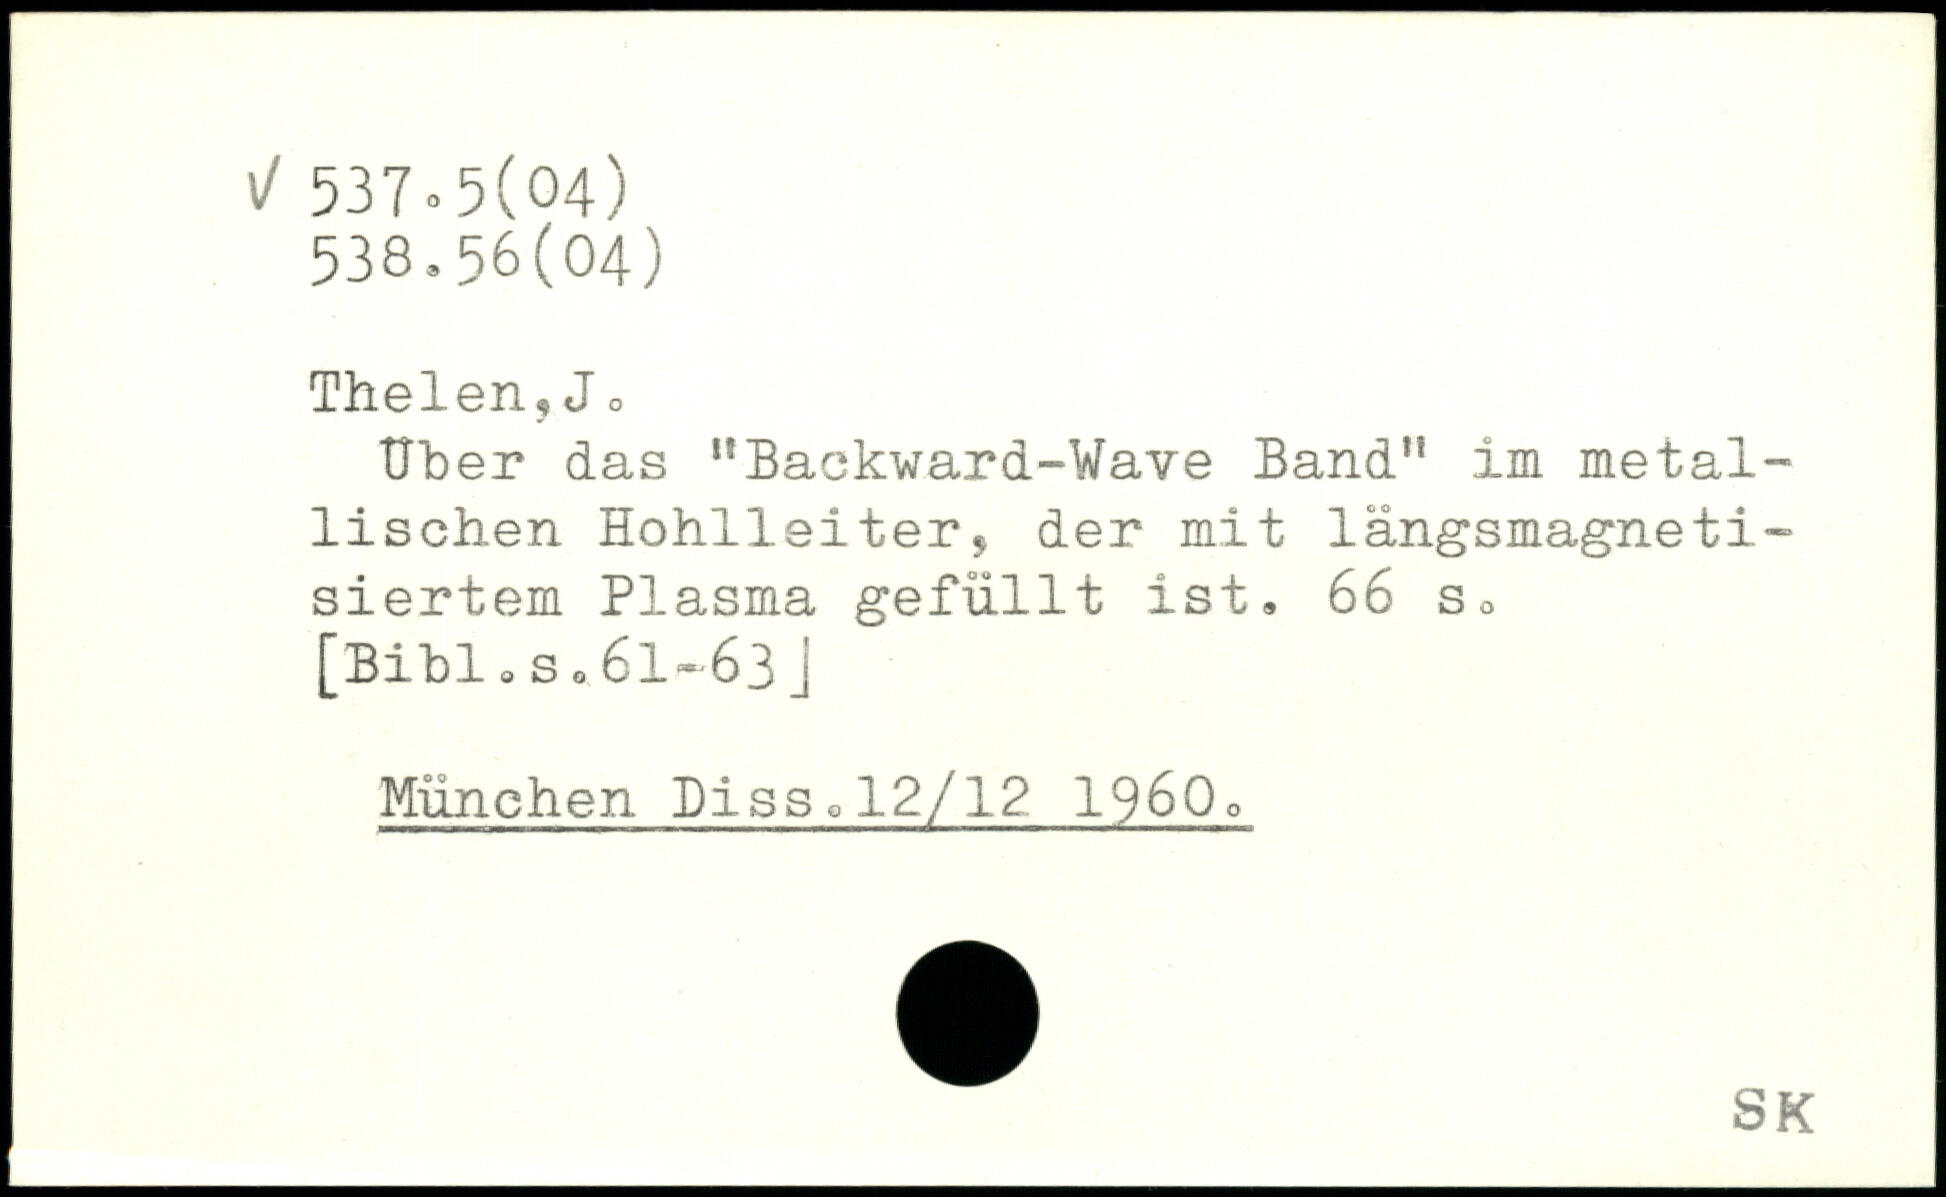 √ 537.5(04)
538.56(04)
Thelen,J.
Über das "Backward-Wave Band" im metal-
lischen Hohlleiter, der mit längsmagneti-
siertem Plasma gefüllt ist. 66 s.
[Bibl.s.61-63]
München Diss.12/12 1960.
SK